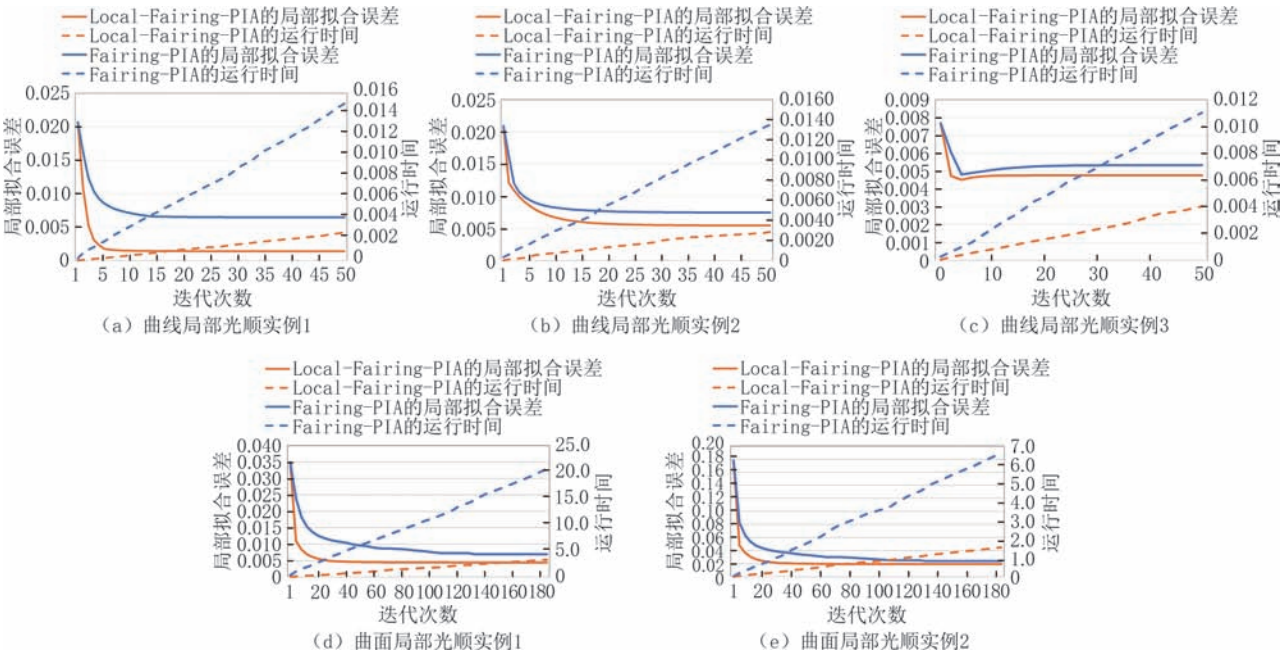 Local-Fairing-PIA的局部拟合误差
Local-Fairing-PIA的运行时间
Fairing-PIA的局部拟合误差
Fairing-PIA的运行时间
局部拟合误差
0.025
0.020
0.015
0.010
0.005
0
0.016
0.014
0.012
0.010
0.008
0.006
0.004
0.002
0
运行时间
1 5 10 15 20 25 30 35 40 45 50
迭代次数
(a) 曲线局部光顺实例1
Local-Fairing-PIA的局部拟合误差
Local-Fairing-PIA的运行时间
Fairing-PIA的局部拟合误差
Fairing-PIA的运行时间
局部拟合误差
0.025
0.020
0.015
0.010
0.005
0
0.0160
0.0140
0.0120
0.0100
0.0080
0.0060
0.0040
0.0020
0
运行时间
1 5 10 15 20 25 30 35 40 45 50
迭代次数
(b) 曲线局部光顺实例2
Local-Fairing-PIA的局部拟合误差
Local-Fairing-PIA的运行时间
Fairing-PIA的局部拟合误差
Fairing-PIA的运行时间
局部拟合误差
0.009
0.008
0.007
0.006
0.005
0.004
0.003
0.002
0.001
0
0.012
0.010
0.008
0.006
0.004
0.002
0
运行时间
0 10 20 30 40 50
迭代次数
(c) 曲线局部光顺实例3
Local-Fairing-PIA的局部拟合误差
Local-Fairing-PIA的运行时间
Fairing-PIA的局部拟合误差
Fairing-PIA的运行时间
局部拟合误差
0.040
0.035
0.030
0.025
0.020
0.015
0.010
0.005
0
25.0
20.0
15.0
10.0
5.0
0
运行时间
1 20 40 60 80 100 120 140 160 180
迭代次数
(d) 曲面局部光顺实例1
Local-Fairing-PIA的局部拟合误差
Local-Fairing-PIA的运行时间
Fairing-PIA的局部拟合误差
Fairing-PIA的运行时间
局部拟合误差
0.20
0.18
0.16
0.14
0.12
0.10
0.08
0.06
0.04
0.02
0
7.0
6.0
5.0
4.0
3.0
2.0
1.0
0
运行时间
1 20 40 60 80 100 120 140 160 180
迭代次数
(e) 曲面局部光顺实例2